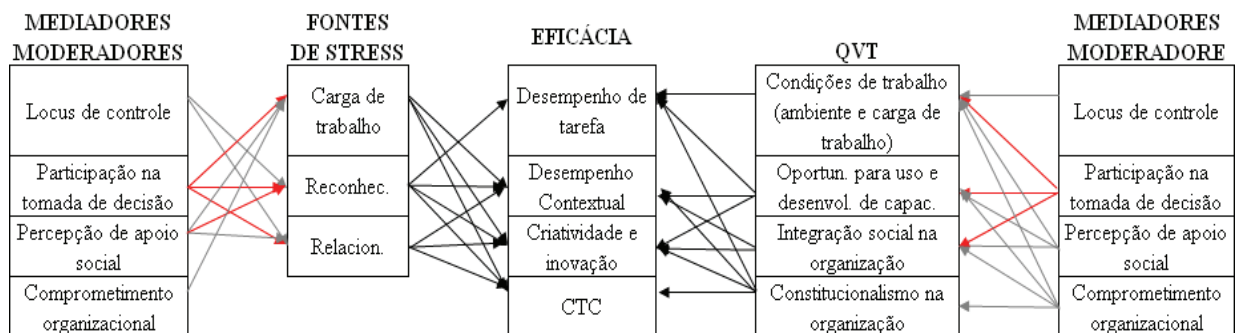 MEDIADORES
MODERADORES
Locus de controle
Participação na
tomada de decisão
Percepção de apoio
social
Comprometimento
organizacional
FONTES
DE STRESS
Carga de
trabalho
Reconhec.
Relacion.
EFICÁCIA
Desempenho de
tarefa
Desempenho
Contextual
Criatividade e
inovação
CTC
QVT
Condições de trabalho
(ambiente e carga de
trabalho)
Oportun. para uso e
desenvol. de capac.
Integração social na
organização
Constitucionalismo na
organização
MEDIADORES
MODERADORE
Locus de controle
Participação na
tomada de decisão
Percepção de apoio
social
Comprometimento
organizacional